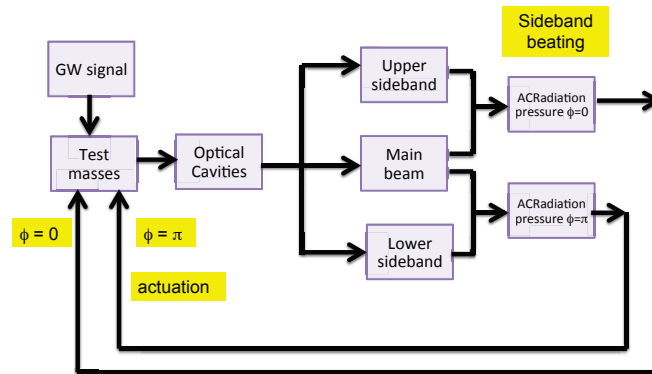 Sideband
beating
GW signal
Upper
sideband
ACRadiation
pressure ϕ=0
Test
masses
Optical
Cavities
Main
beam
ACRadiation
pressure ϕ=π
ϕ = 0
ϕ = π
Lower
sideband
actuation